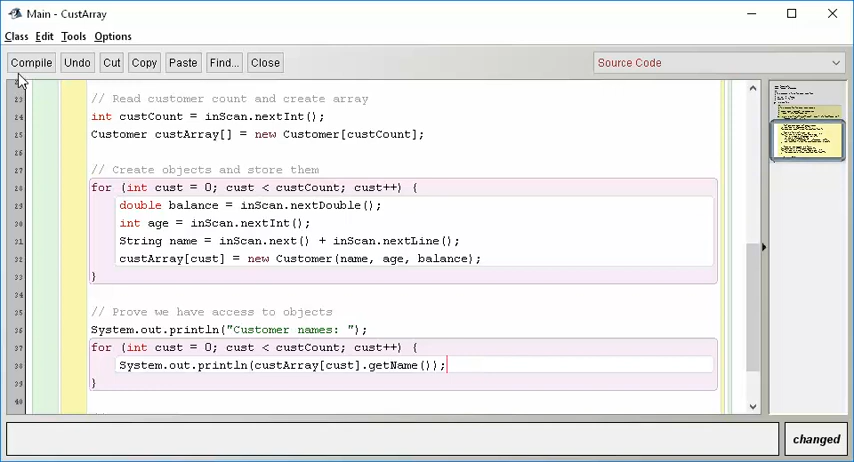 Main - CustArray
Class Edit Tools Options
Compile Undo Cut Copy Paste Find... Close Source Code
23 // Read customer count and create array
24 int custCount = inScan.nextInt();
25 Customer custArray[] = new Customer[custCount];
26
27 // Create objects and store them
28 for (int cust = 0; cust < custCount; cust++) {
29 double balance = inScan.nextDouble();
30 int age = inScan.nextInt();
31 String name = inScan.next() + inScan.nextLine();
32 custArray[cust] = new Customer(name, age, balance);
33 }
34
35 // Prove we have access to objects
36 System.out.println("Customer names: ");
37 for (int cust = 0; cust < custCount; cust++) {
38 System.out.println(custArray[cust].getName());
39 }
40
changed